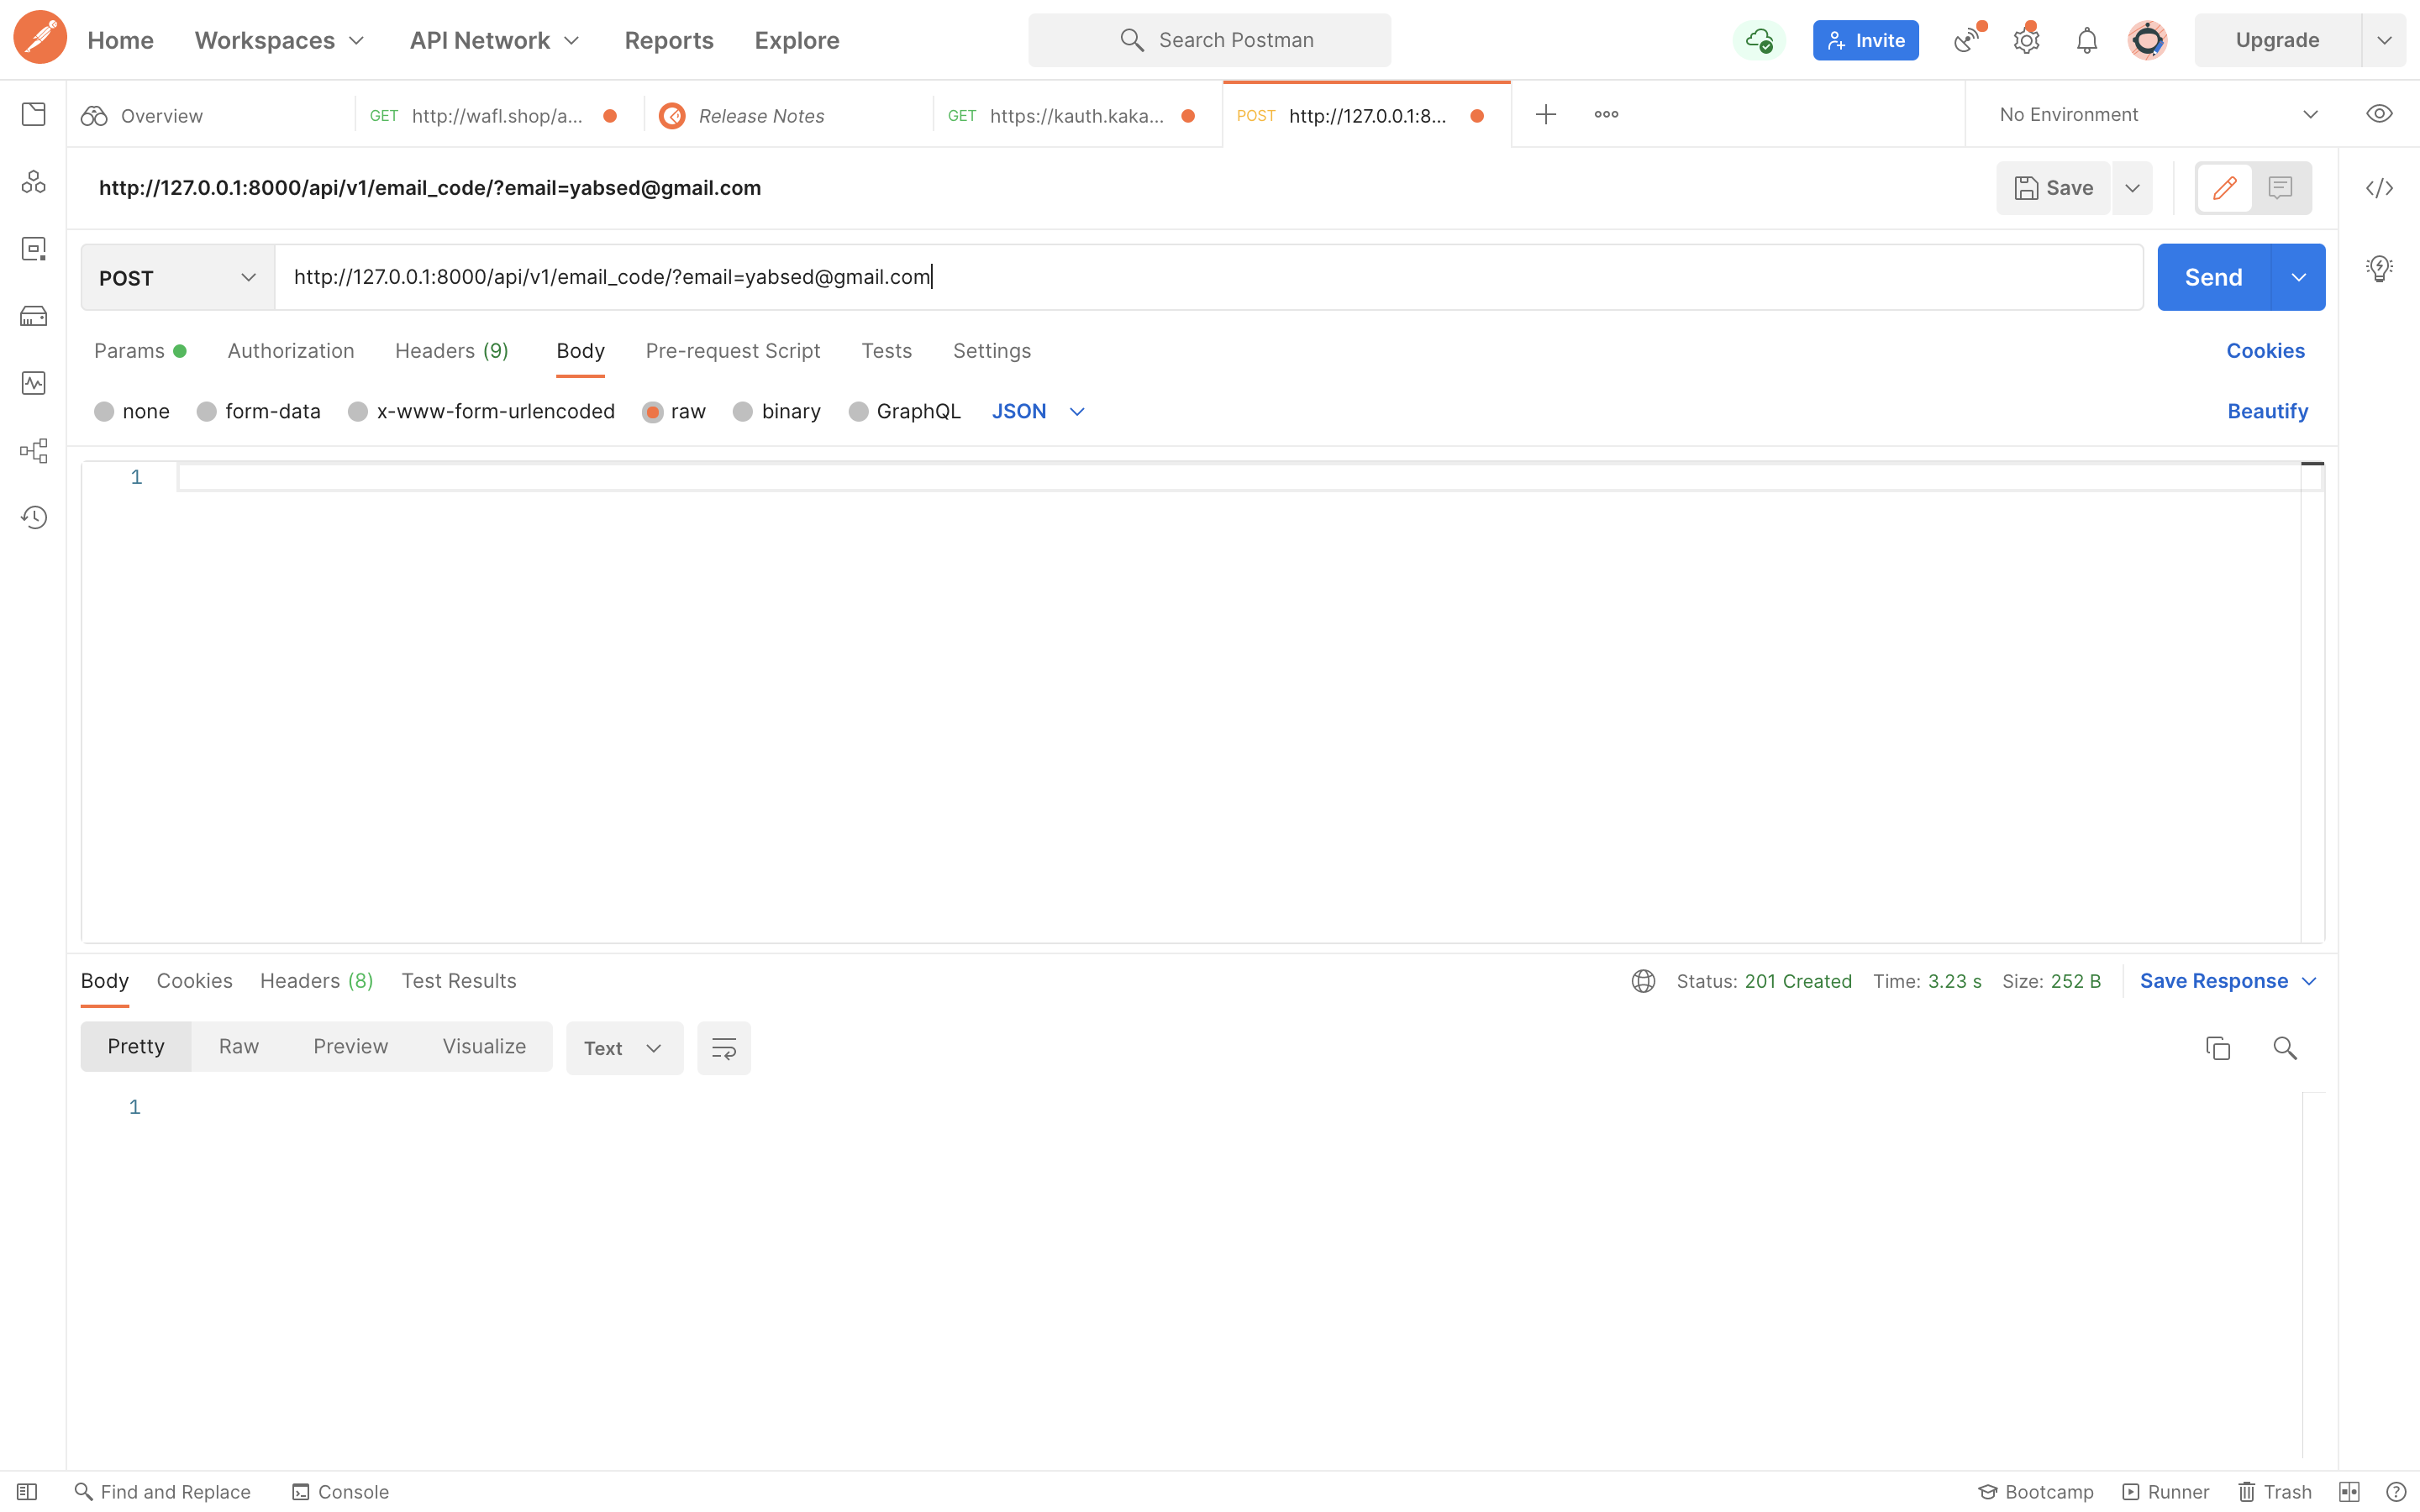 Home Workspaces API Network Reports Explore Search Postman Invite Upgrade
Overview GET http://wafl.shop/a... Release Notes GET https://kauth.kaka... POST http://127.0.0.1:8... No Environment
http://127.0.0.1:8000/api/v1/email_code/?email=yabsed@gmail.com Save
POST http://127.0.0.1:8000/api/v1/email_code/?email=yabsed@gmail.com Send
Params Authorization Headers (9) Body Pre-request Script Tests Settings Cookies
none form-data x-www-form-urlencoded raw binary GraphQL JSON Beautify
1
Body Cookies Headers (8) Test Results Status: 201 Created Time: 3.23 s Size: 252 B Save Response
Pretty Raw Preview Visualize Text
1
Find and Replace Console Bootcamp Runner Trash